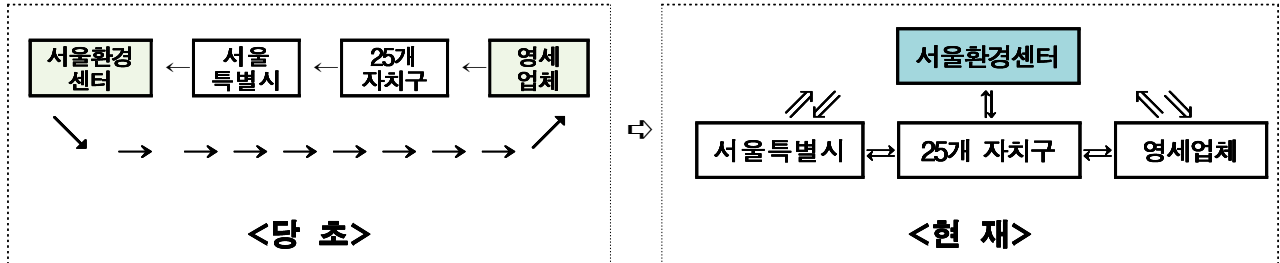 서울환경
센터
←
서울
특별시
←
25개
자치구
←
영세
업체
<당 초>
⇨
서울환경센터
서울특별시 ⇄ 25개 자치구 ⇄ 영세업체
<현 재>